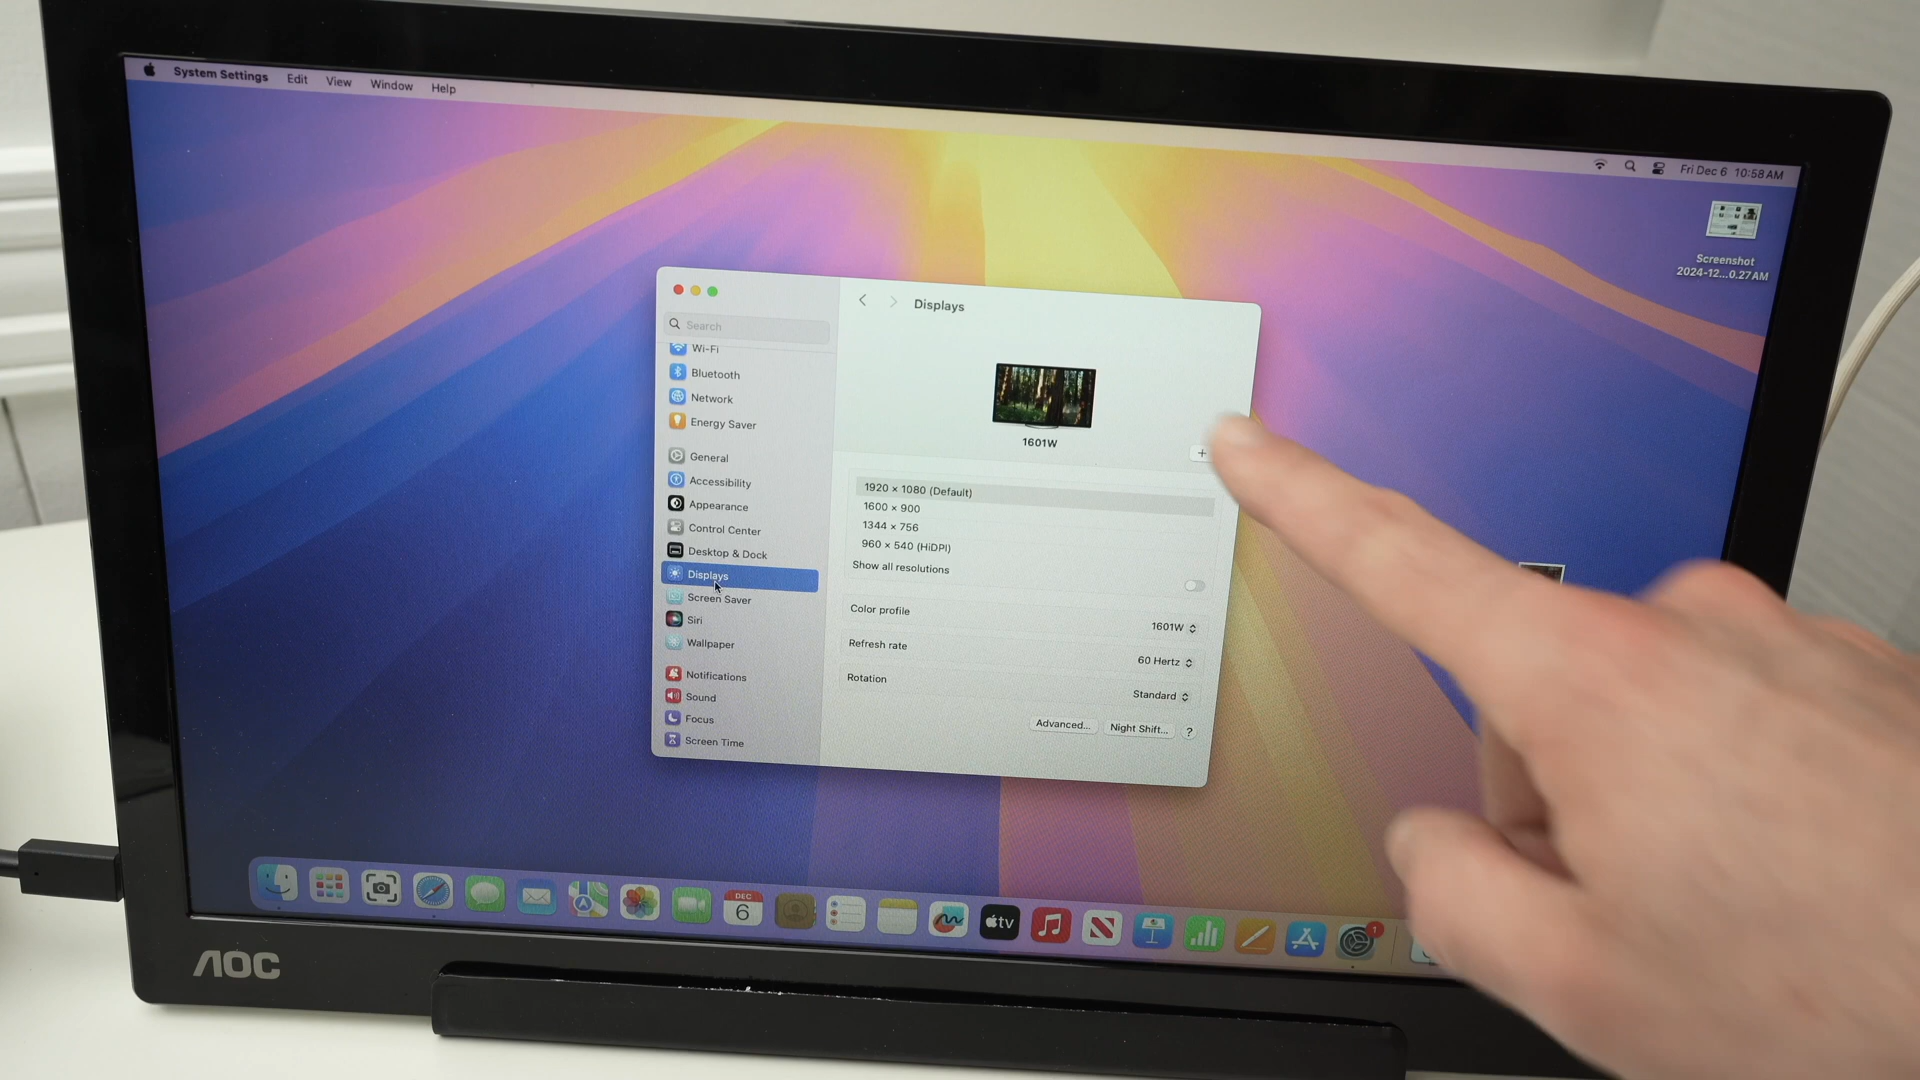 System Settings Edit View Window Help
Fri Dec 6 10:58 AM
Screenshot
2024-12...0.27 AM
Displays
Search
Wi-Fi
Bluetooth
Network
Energy Saver
General
Accessibility
Appearance
Control Center
Desktop & Dock
Displays
Screen Saver
Siri
Wallpaper
Notifications
Sound
Focus
Screen Time
1601W
+
1920 × 1080 (Default)
1600 × 900
1344 × 756
960 × 540 (HiDPI)
Show all resolutions
Color profile
1601W
Refresh rate
60 Hertz
Rotation
Standard
Advanced...
Night Shift...
?
DEC
6
tv
1
AOC